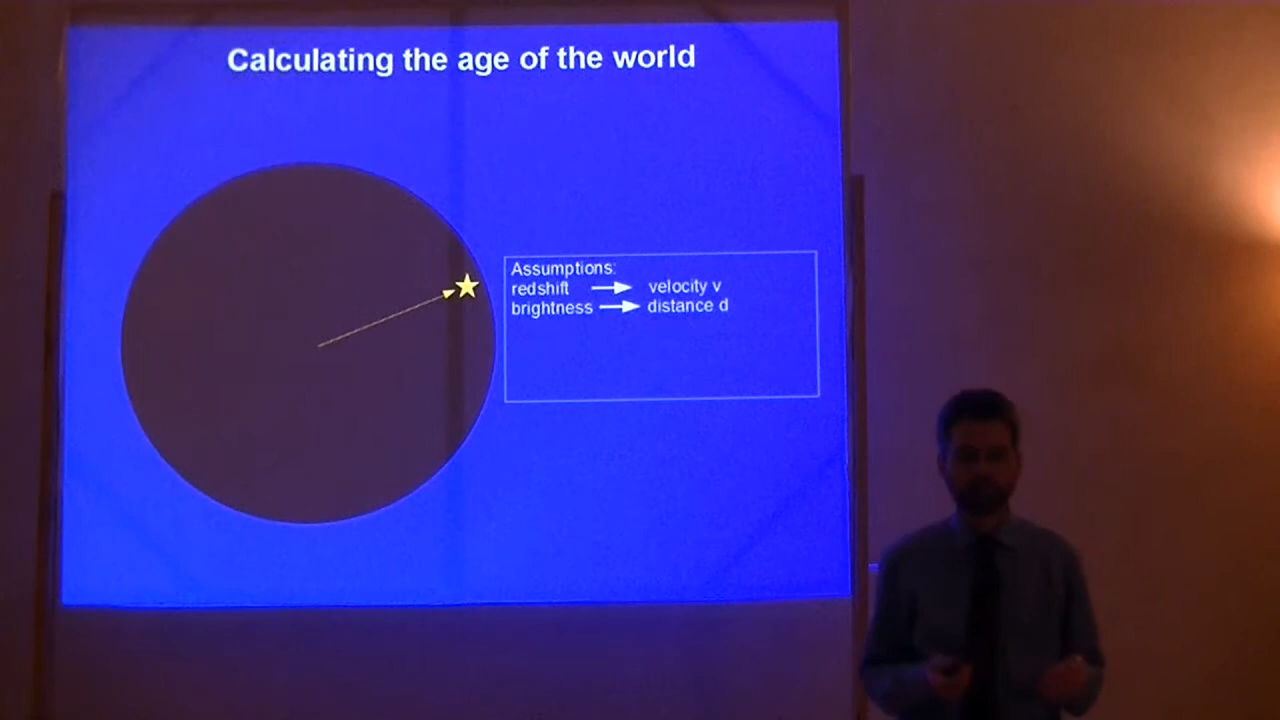 Calculating the age of the world
Assumptions:
redshift → velocity v
brightness → distance d